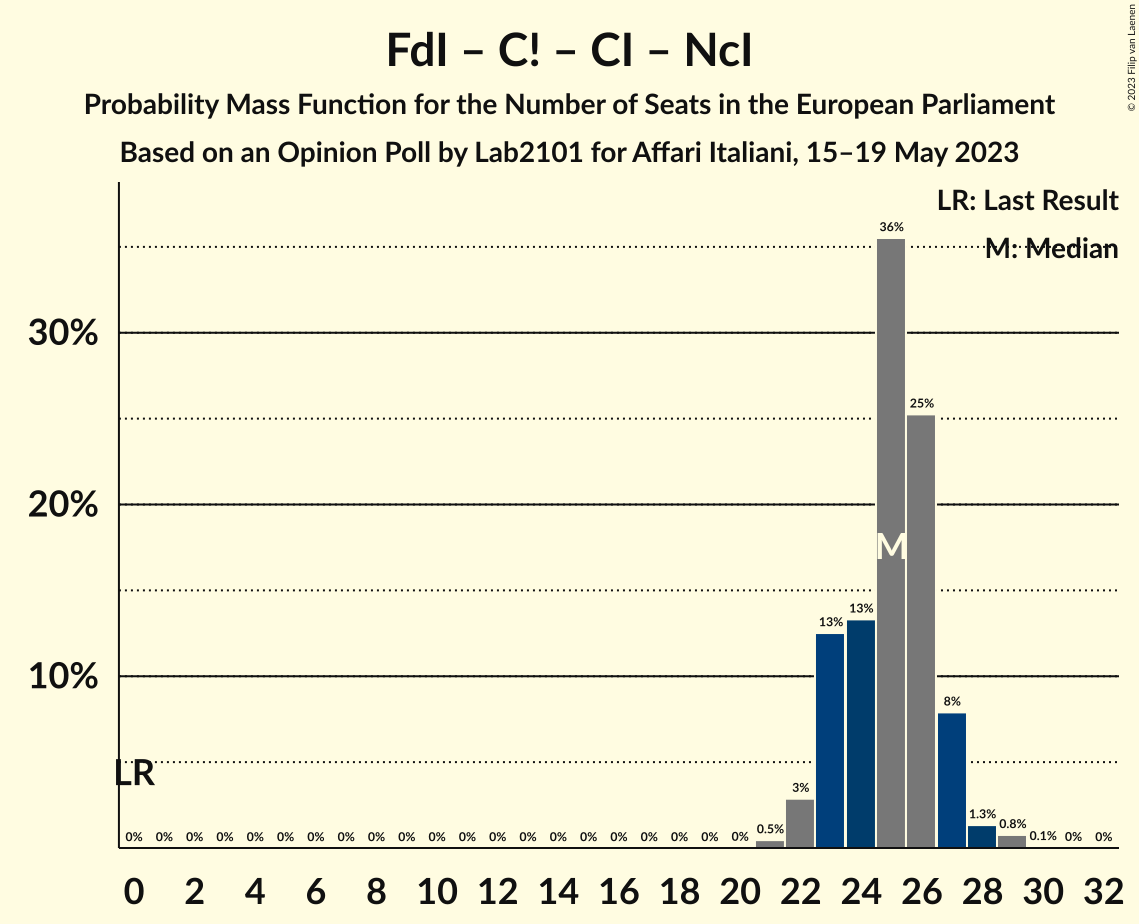 FdI – C! – CI – NcI
Probability Mass Function for the Number of Seats in the European Parliament
Based on an Opinion Poll by Lab2101 for Affari Italiani, 15–19 May 2023
© 2023 Filip van Laenen
LR: Last Result
M: Median
36%
30%
25%
20%
M
13% 13%
10%
8%
LR
3%
1.3%
0.8%
0.5%
0% 0% 0% 0% 0% 0% 0% 0% 0% 0% 0% 0% 0% 0% 0% 0% 0% 0% 0% 0% 0% 0.1% 0% 0%
0 2 4 6 8 10 12 14 16 18 20 22 24 26 28 30 32